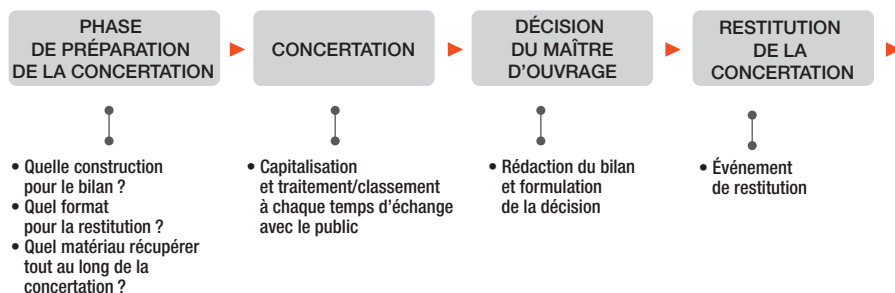 PHASE
DE PRÉPARATION
DE LA CONCERTATION
CONCERTATION
DÉCISION
DU MAÎTRE
D'OUVRAGE
RESTITUTION
DE LA
CONCERTATION
• Quelle construction
pour le bilan ?
• Quel format
pour la restitution ?
• Quel matériau récupérer
tout au long de la
concertation ?
• Capitalisation
et traitement/classement
à chaque temps d'échange
avec le public
• Rédaction du bilan
et formulation
de la décision
• Événement
de restitution